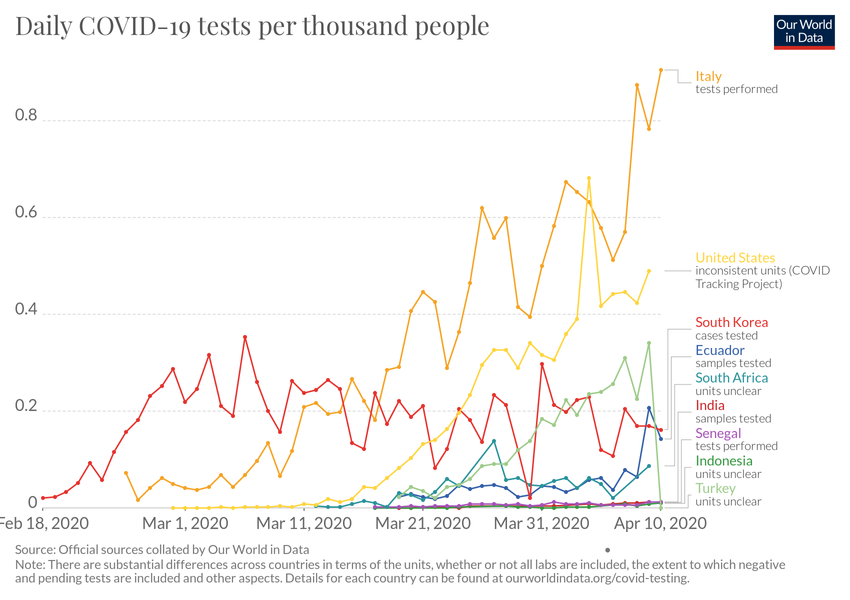 Daily COVID-19 tests per thousand people
Our World
in Data
Italy
tests performed
0.8
0.6
United States
inconsistent units (COVID
Tracking Project)
0.4
South Korea
cases tested
Ecuador
samples tested
South Africa
units unclear
0.2
India
samples tested
Senegal
tests performed
Indonesia
units unclear
Turkey
units unclear
0
Feb 18, 2020
Mar 1, 2020
Mar 11, 2020
Mar 21, 2020
Mar 31, 2020
Apr 10, 2020
Source: Official sources collated by Our World in Data
Note: There are substantial differences across countries in terms of the units, whether or not all labs are included, the extent to which negative
and pending tests are included and other aspects. Details for each country can be found at ourworldindata.org/covid-testing.